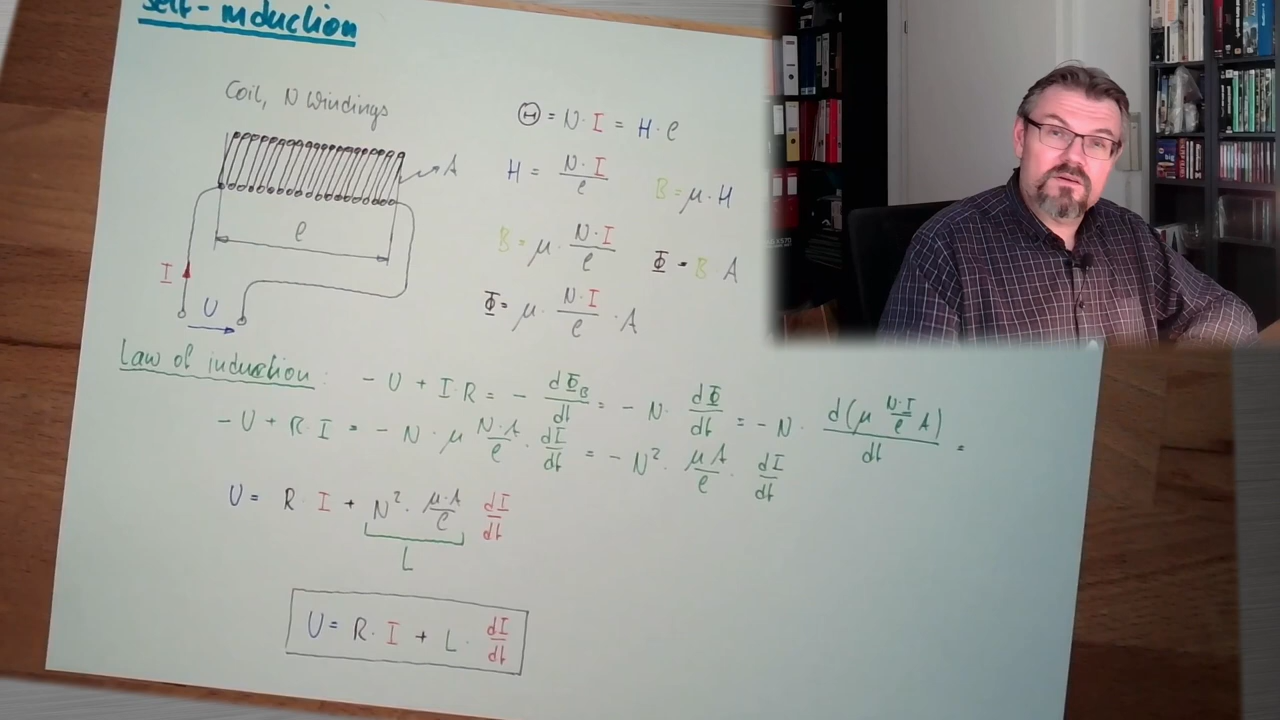 Self-induction
Coil, N Windings
A
ℓ
I
U
Θ = N · I = H · ℓ
H = N · I / ℓ
B = μ · H
B = μ · N · I / ℓ
Φ = B A
Φ = μ · N · I / ℓ · A
Law of induction: - U + I · R = - dΦ_B/dt = - N · dΦ/dt = - N · d(μ N·I/ℓ A)/dt =
- U + R · I = - N · μ N·A/ℓ · dI/dt = - N² · μ A/ℓ · dI/dt
U = R · I + N² · μ·A/ℓ dI/dt
L
U = R · I + L · dI/dt